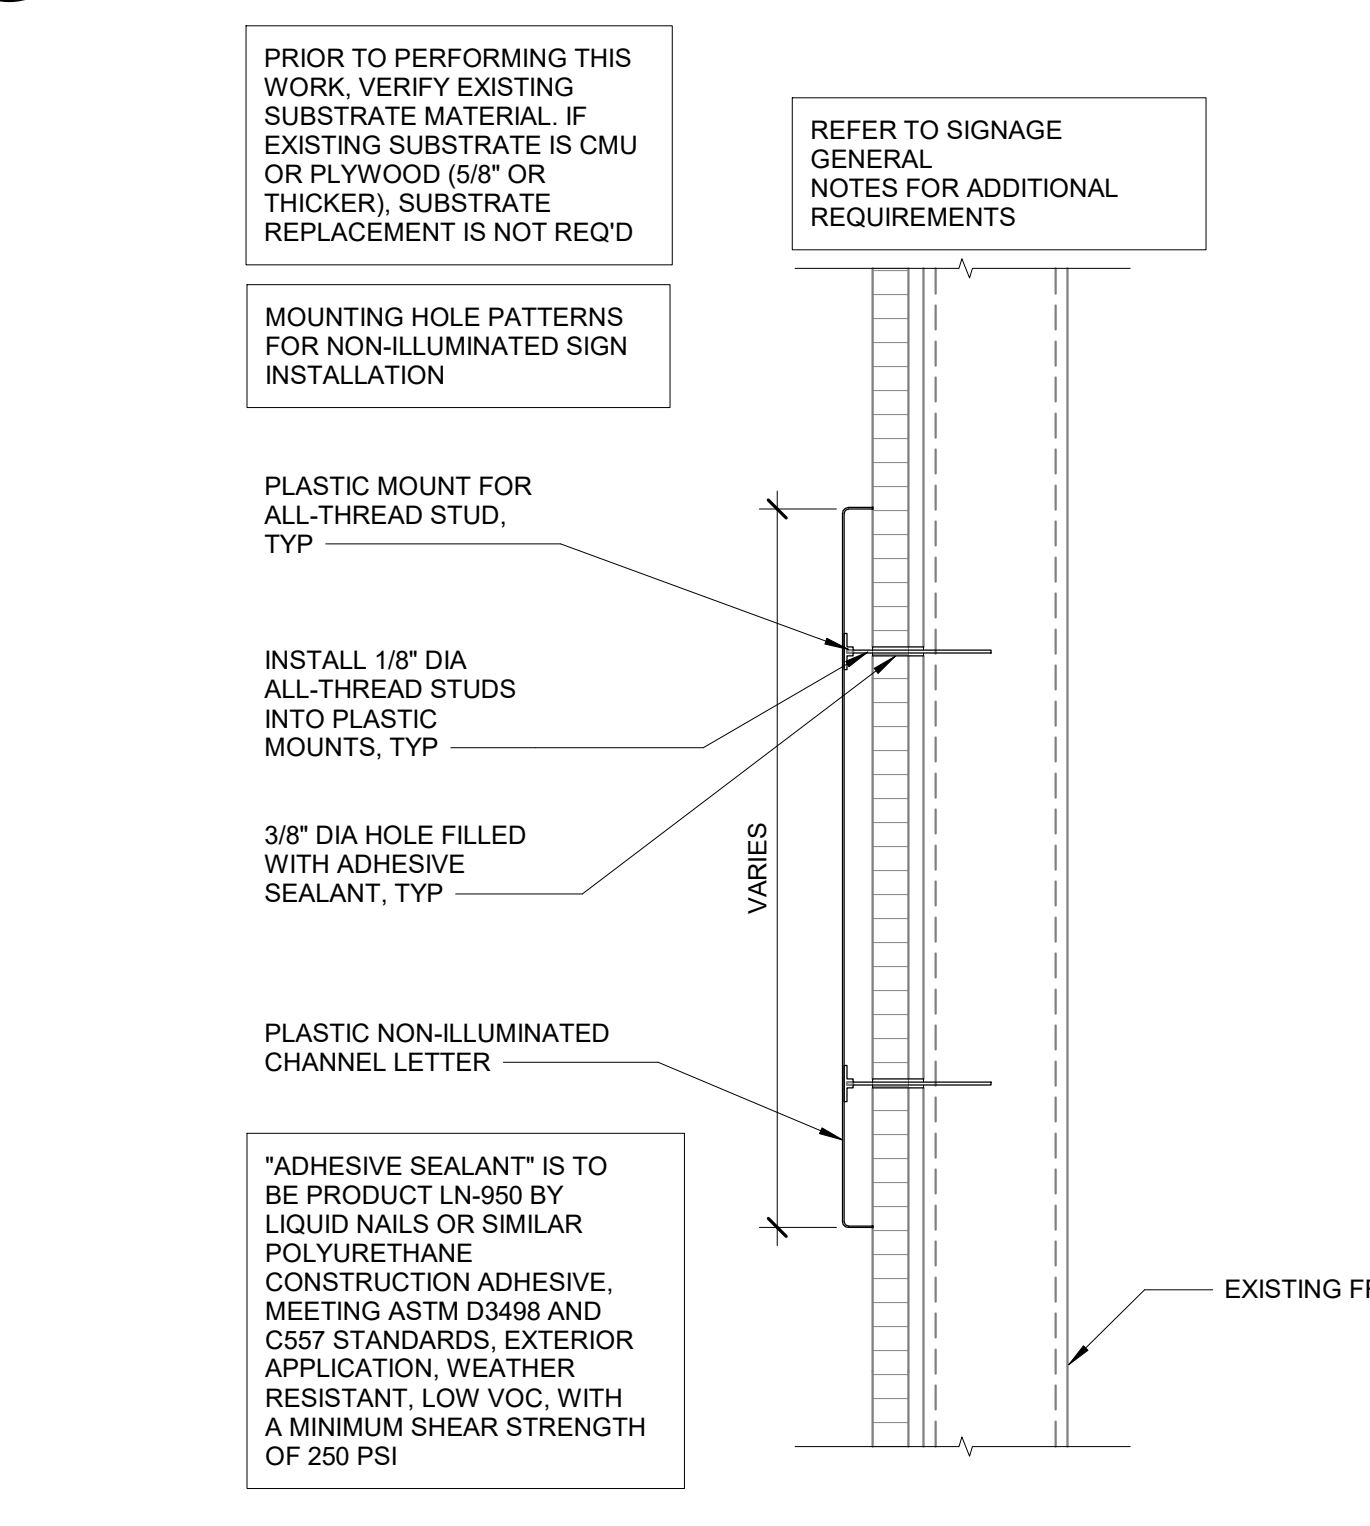 PRIOR TO PERFORMING THIS
WORK, VERIFY EXISTING
SUBSTRATE MATERIAL. IF
EXISTING SUBSTRATE IS CMU
OR PLYWOOD (5/8" OR
THICKER), SUBSTRATE
REPLACEMENT IS NOT REQ'D
REFER TO SIGNAGE
GENERAL
NOTES FOR ADDITIONAL
REQUIREMENTS
MOUNTING HOLE PATTERNS
FOR NON-ILLUMINATED SIGN
INSTALLATION
PLASTIC MOUNT FOR
ALL-THREAD STUD,
TYP
INSTALL 1/8" DIA
ALL-THREAD STUDS
INTO PLASTIC
MOUNTS, TYP
3/8" DIA HOLE FILLED
WITH ADHESIVE
SEALANT, TYP
VARIES
PLASTIC NON-ILLUMINATED
CHANNEL LETTER
"ADHESIVE SEALANT" IS TO
BE PRODUCT LN-950 BY
LIQUID NAILS OR SIMILAR
POLYURETHANE
CONSTRUCTION ADHESIVE,
MEETING ASTM D3498 AND
C557 STANDARDS, EXTERIOR
APPLICATION, WEATHER
RESISTANT, LOW VOC, WITH
A MINIMUM SHEAR STRENGTH
OF 250 PSI
EXISTING